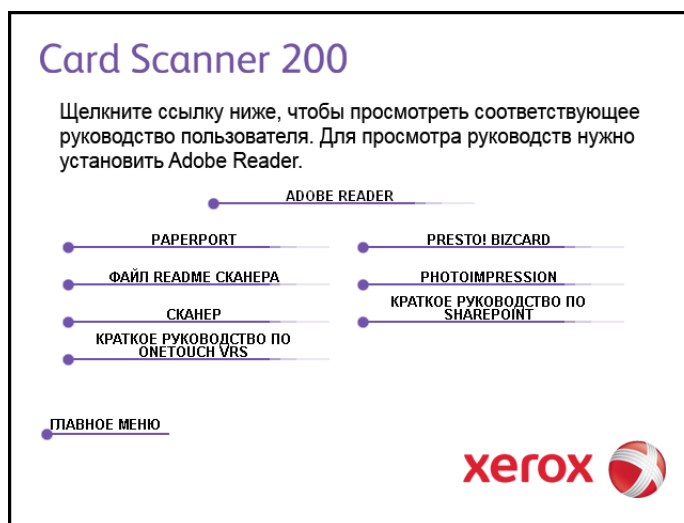 Card Scanner 200
Щелкните ссылку ниже, чтобы просмотреть соответствующее
руководство пользователя. Для просмотра руководств нужно
установить Adobe Reader.
ADOBE READER
PAPERPORT
PRESTO! BIZCARD
ФАЙЛ README СКАНЕРА
PHOTOIMPRESSION
СКАНЕР
КРАТКОЕ РУКОВОДСТВО ПО
SHAREPOINT
КРАТКОЕ РУКОВОДСТВО ПО
ONETOUCH VRS
ГЛАВНОЕ МЕНЮ
xerox